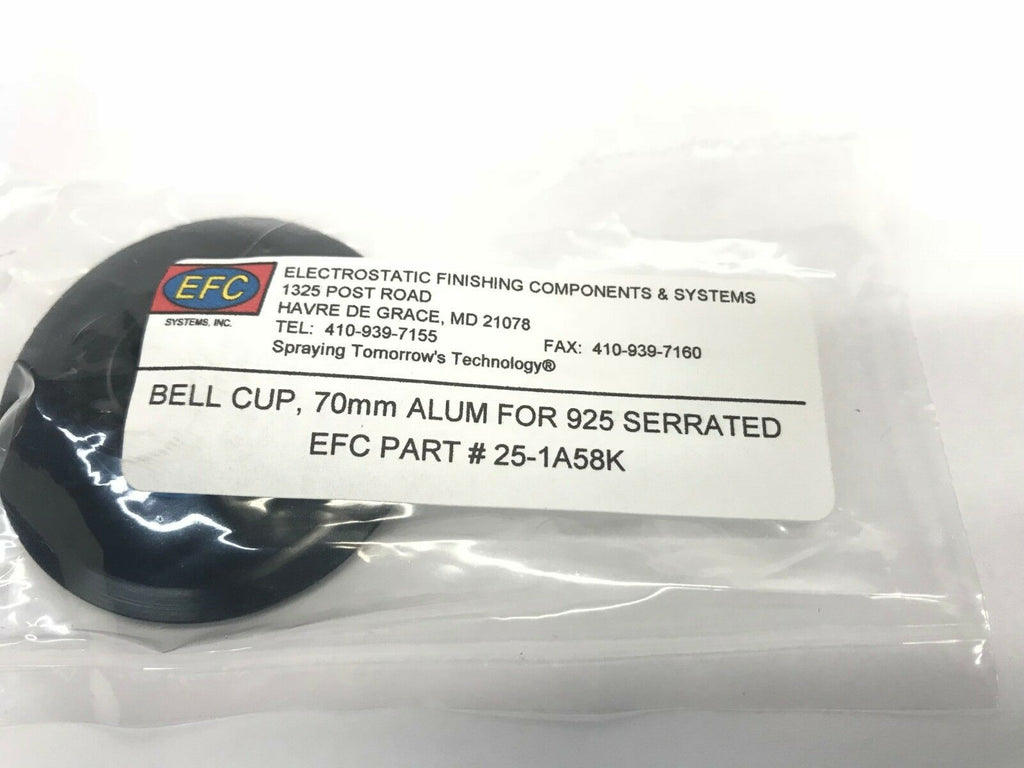 EFC
SYSTEMS, INC.
ELECTROSTATIC FINISHING COMPONENTS & SYSTEMS
1325 POST ROAD
HAVRE DE GRACE, MD 21078
TEL: 410-939-7155 FAX: 410-939-7160
Spraying Tomorrow's Technology®
BELL CUP, 70mm ALUM FOR 925 SERRATED
EFC PART # 25-1A58K